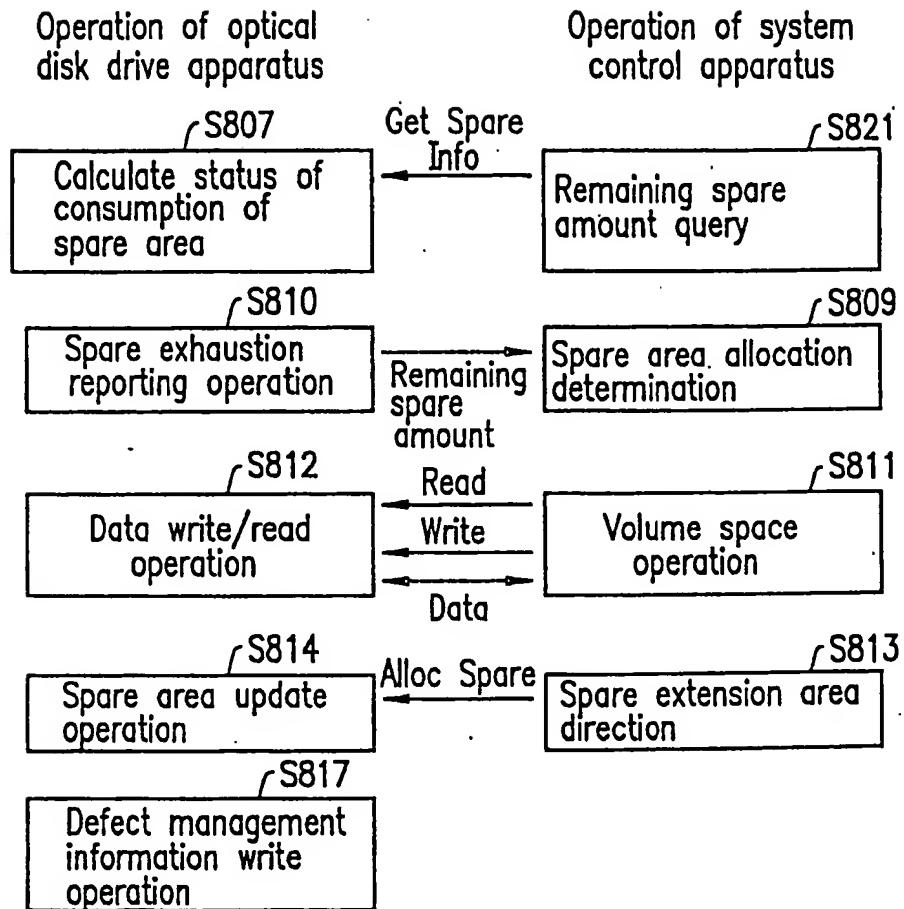 Operation of optical
disk drive apparatus
Operation of system
control apparatus
S807
Get Spare
Info
S821
Calculate status of
consumption of
spare area
Remaining spare
amount query
S810
S809
Spare exhaustion
reporting operation
Remaining
spare
amount
Spare area allocation
determination
S812
Read
S811
Data write/read
operation
Write
Data
Volume space
operation
S814
Alloc Spare
S813
Spare area update
operation
Spare extension area
direction
S817
Defect management
information write
operation